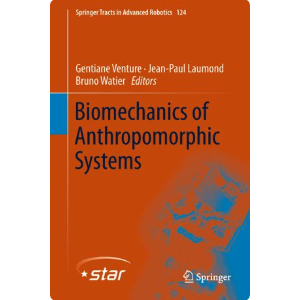 Springer Tracts in Advanced Robotics 124
Gentiane Venture · Jean-Paul Laumond
Bruno Watier Editors
Biomechanics of
Anthropomorphic
Systems
star
Springer